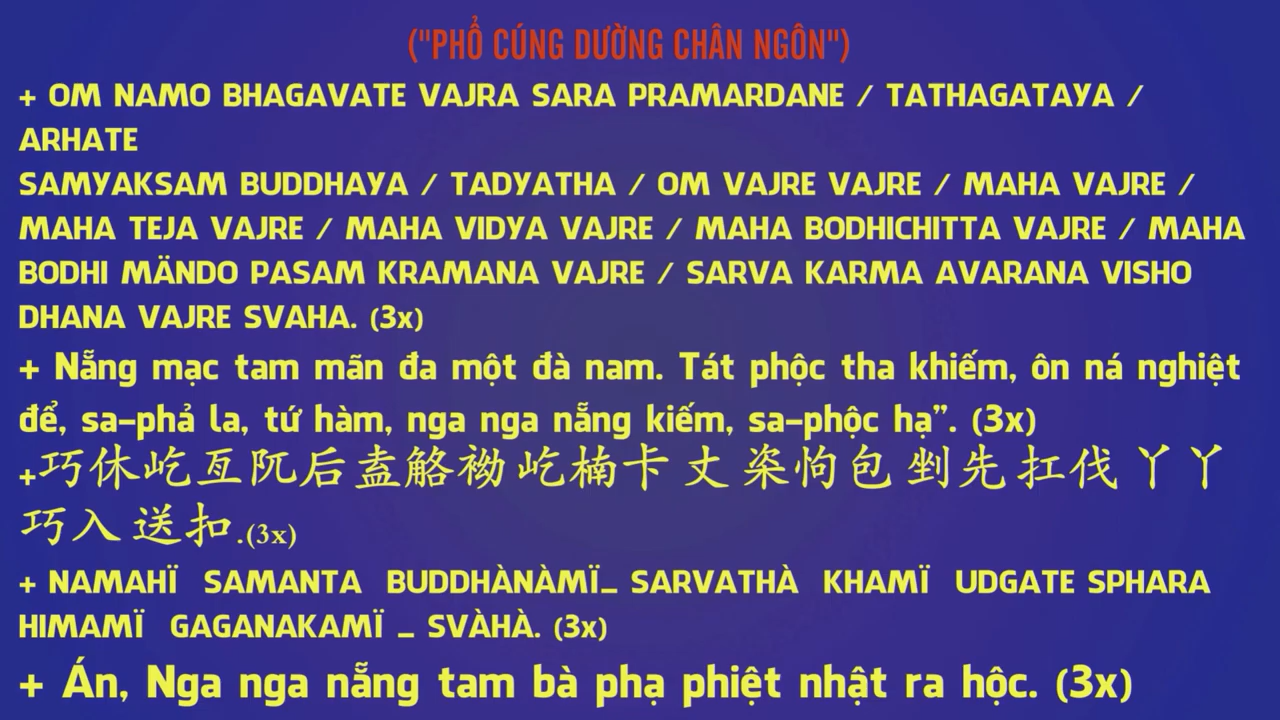 ("PHỔ CÚNG DƯỜNG CHÂN NGÔN")
+ OM NAMO BHAGAVATE VAJRA SARA PRAMARDANE / TATHAGATAYA /
ARHATE
SAMYAKSAM BUDDHAYA / TADYATHA / OM VAJRE VAJRE / MAHA VAJRE /
MAHA TEJA VAJRE / MAHA VIDYA VAJRE / MAHA BODHICHITTA VAJRE / MAHA
BODHI MÄNDO PASAM KRAMANA VAJRE / SARVA KARMA AVARANA VISHO
DHANA VAJRE SVAHA. (3x)
+ Nẵng mạc tam mãn đa một đà nam. Tát phộc tha khiếm, ôn ná nghiệt
để, sa-phả la, tứ hàm, nga nga nẵng kiếm, sa-phộc hạ”. (3x)
+巧休屹亙阢后盍觡袎屹楠卡丈栥怐包剉先扛伐丫丫
巧入送扣.(3x)
+ NAMAHÏ SAMANTA BUDDHÀNÀMÏ_ SARVATHÀ KHAMÏ UDGATE SPHARA
HIMAMÏ GAGANAKAMÏ _ SVÀHÀ. (3x)
+ Án, Nga nga nẵng tam bà phạ phiệt nhật ra hộc. (3x)